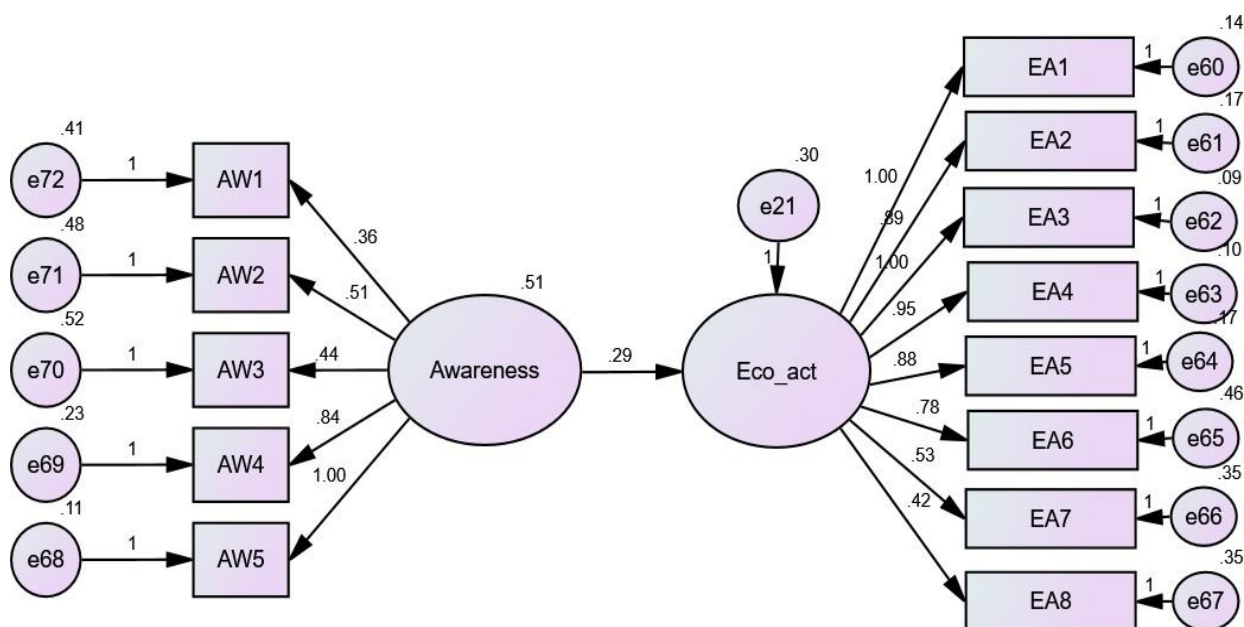 .14
EA1
1
e60
.17
.41
e72
1
AW1
EA2
1
e61
.30
e21
1
1.00
.09
.36
.89
EA3
1
e62
.48
e71
1
AW2
.51
.51
1.00
.10
EA4
1
e63
.95
.17
.52
e70
1
AW3
.44
Awareness
.29
Eco_act
.88
EA5
1
e64
.46
.23
e69
1
AW4
.84
.78
EA6
1
e65
.53
.35
1.00
.42
EA7
1
e66
.11
e68
1
AW5
.35
EA8
1
e67